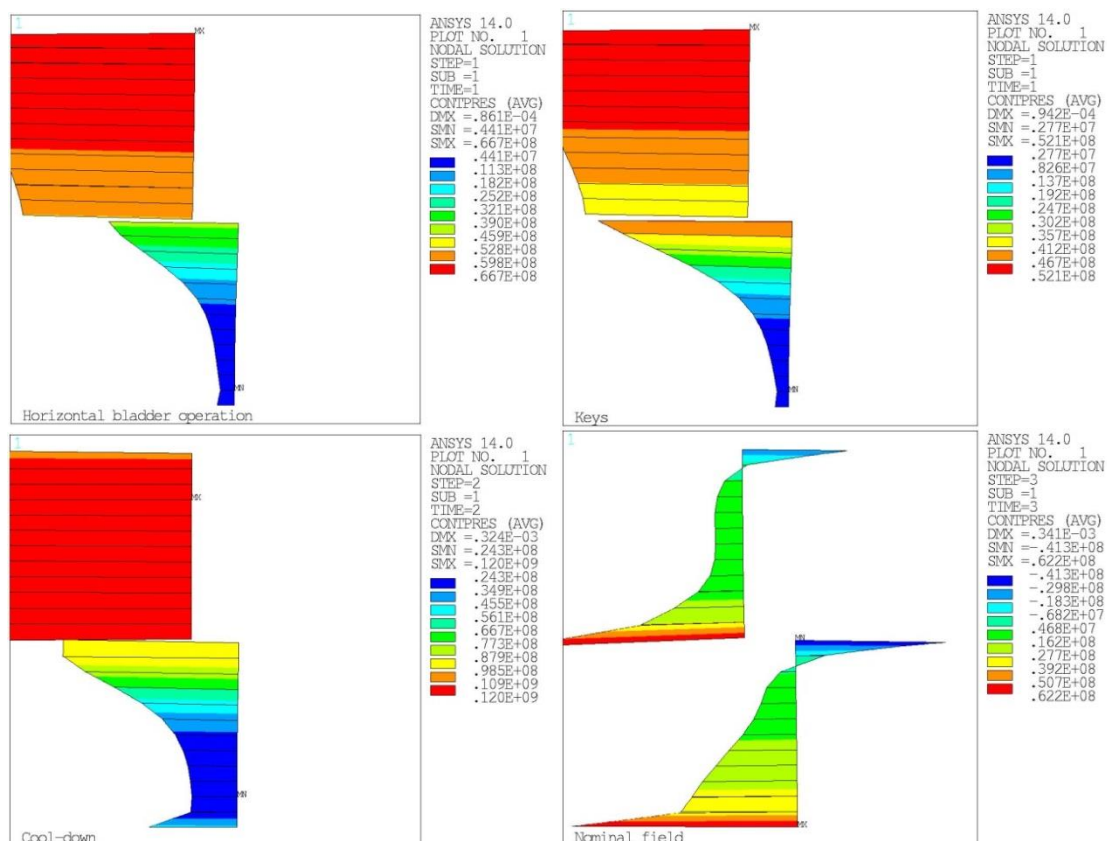 1
MX
ANSYS 14.0
PLOT NO. 1
NODAL SOLUTION
STEP=1
SUB =1
TIME=1
CONTPRES (AVG)
DMX =.861E-04
SMN =.441E+07
SMX =.667E+08
.441E+07
.113E+08
.182E+08
.252E+08
.321E+08
.390E+08
.459E+08
.528E+08
.598E+08
.667E+08
MN
Horizontal bladder operation
1
MX
ANSYS 14.0
PLOT NO. 1
NODAL SOLUTION
STEP=1
SUB =1
TIME=1
CONTPRES (AVG)
DMX =.942E-04
SMN =.277E+07
SMX =.521E+08
.277E+07
.826E+07
.137E+08
.192E+08
.247E+08
.302E+08
.357E+08
.412E+08
.467E+08
.521E+08
MN
Keys
1
MX
ANSYS 14.0
PLOT NO. 1
NODAL SOLUTION
STEP=2
SUB =1
TIME=2
CONTPRES (AVG)
DMX =.324E-03
SMN =.243E+08
SMX =.120E+09
.243E+08
.349E+08
.455E+08
.561E+08
.667E+08
.773E+08
.879E+08
.985E+08
.109E+09
.120E+09
MN
Cool-down
1
ANSYS 14.0
PLOT NO. 1
NODAL SOLUTION
STEP=3
SUB =1
TIME=3
CONTPRES (AVG)
DMX =.341E-03
SMN =-.413E+08
SMX =.622E+08
-.413E+08
-.298E+08
-.183E+08
-.682E+07
.468E+07
.162E+08
.277E+08
.392E+08
.507E+08
.622E+08
MN
MX
Nominal field